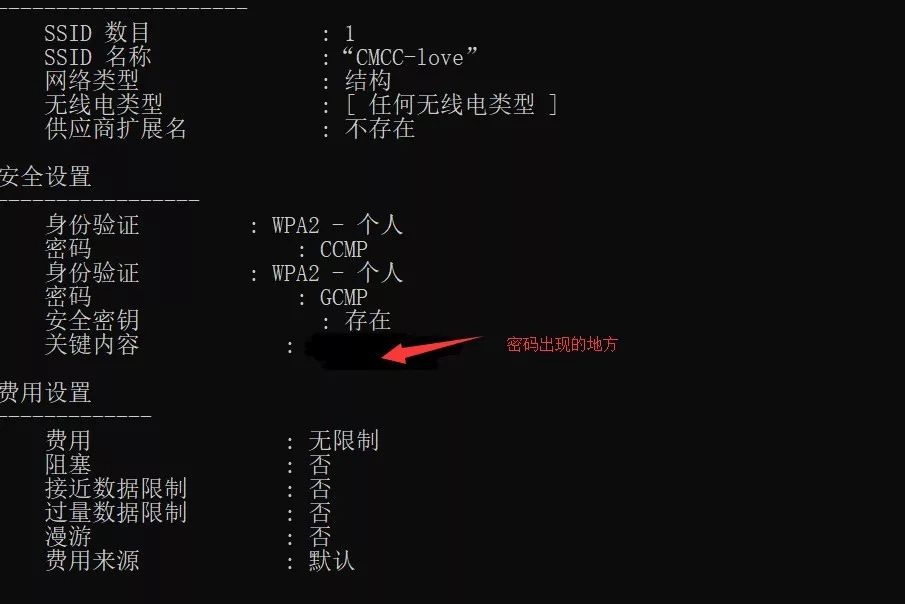 ---------------------
SSID 数目 : 1
SSID 名称 :“CMCC-love”
网络类型 : 结构
无线电类型 : [ 任何无线电类型 ]
供应商扩展名 : 不存在
安全设置
-----------------
身份验证 : WPA2 - 个人
密码 : CCMP
身份验证 : WPA2 - 个人
密码 : GCMP
安全密钥 : 存在
关键内容 : 密码出现的地方
费用设置
-------------
费用 : 无限制
阻塞 : 否
接近数据限制 : 否
过量数据限制 : 否
漫游 : 否
费用来源 : 默认